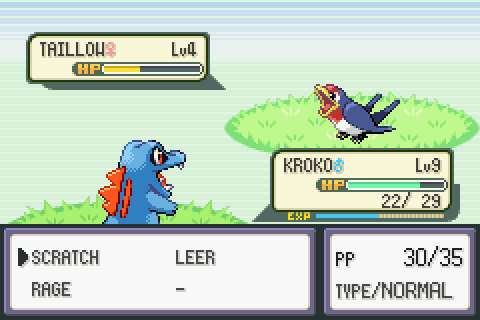 TAILLOW♀ Lv4
HP
KROKO♂ Lv9
HP
22/ 29
EXP
SCRATCH LEER
RAGE -
PP 30/35
TYPE/NORMAL